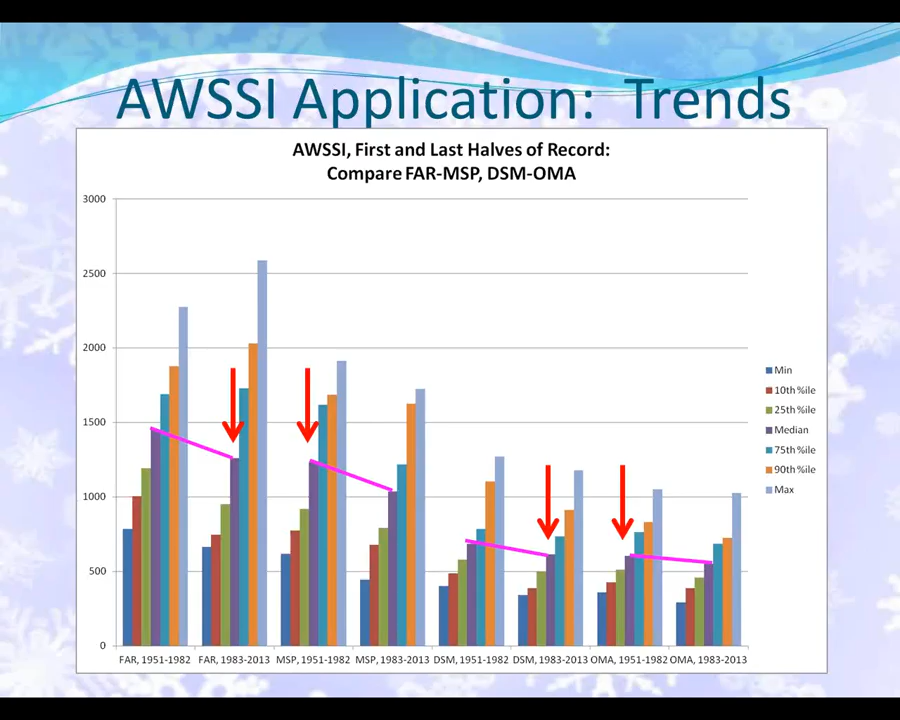 AWSSI Application:  Trends
AWSSI, First and Last Halves of Record:
Compare FAR-MSP, DSM-OMA
3000
2500
2000
1500
1000
500
0
FAR, 1951-1982 FAR, 1983-2013 MSP, 1951-1982 MSP, 1983-2013 DSM, 1951-1982 DSM, 1983-2013 OMA, 1951-1982 OMA, 1983-2013
Min
10th %ile
25th %ile
Median
75th %ile
90th %ile
Max